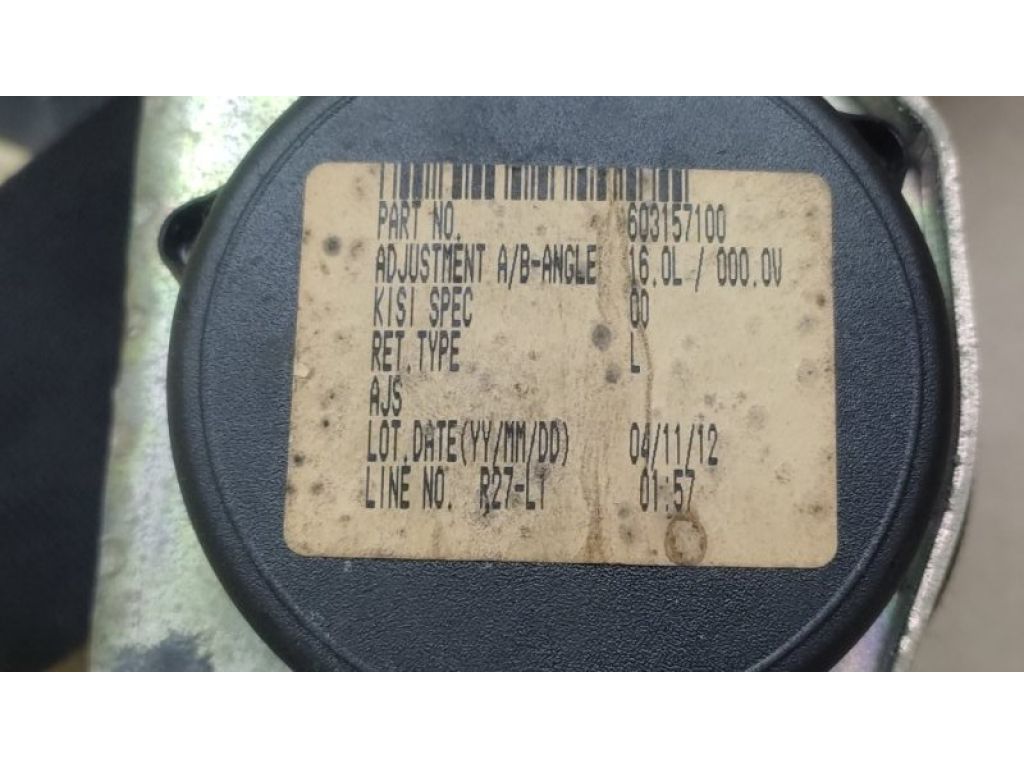 PART NO. 603157100
ADJUSTMENT A/B-ANGLE 16.0L / 000.0V
KISI SPEC 00
RET.TYPE L
AJS
LOT.DATE(YY/MM/DD) 04/11/12
LINE NO. R27-L1 01:57